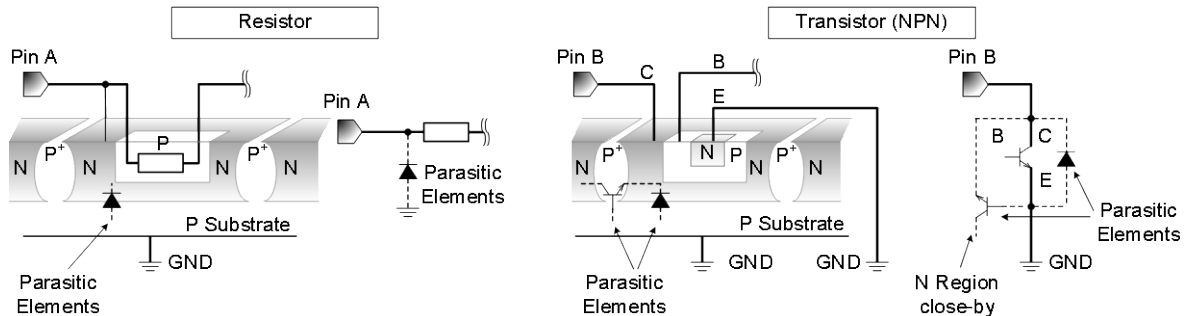 Resistor
Transistor (NPN)
Pin A
Pin B
Pin B
C
B
E
Pin A
P
N
P+
N
P+
N
N
P+
N
N
P
P+
N
B
C
E
Parasitic
Elements
P Substrate
GND
Parasitic
Elements
P Substrate
GND
GND
Parasitic
Elements
Parasitic
Elements
GND
N Region
close-by